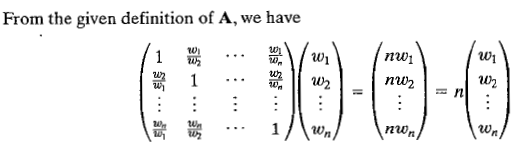 From the given definition of A, we have
1 w₁/w₂ ⋯ w₁/wₙ w₁ nw₁ w₁
w₂/w₁ 1 ⋯ w₂/wₙ w₂ nw₂ w₂
⋮ ⋮ ⋮ ⋮ ⋮ = ⋮ = n ⋮
wₙ/w₁ wₙ/w₂ ⋯ 1 wₙ nwₙ wₙ